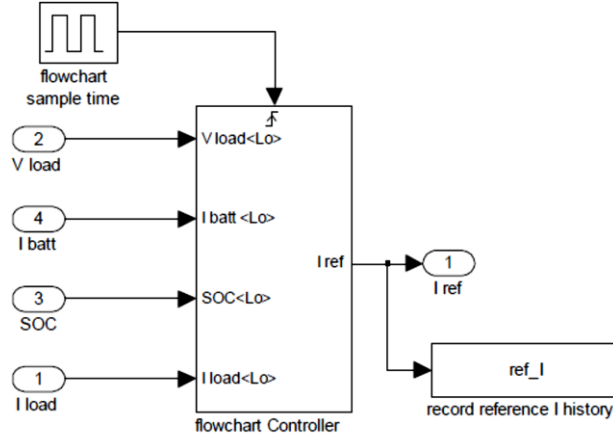 flowchart
sample time
2
V load
V load<Lo>
4
I batt
I batt <Lo>
I ref
1
I ref
3
SOC
SOC<Lo>
ref_I
record reference I history
1
I load
I load<Lo>
flowchart Controller